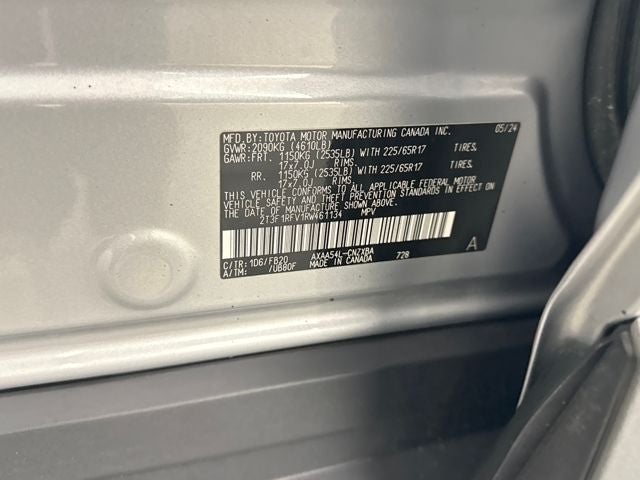 MFD.BY:TOYOTA MOTOR MANUFACTURING CANADA INC. 05/24
GVWR:2090KG (4610LB)
GAWR:FRT. 1150KG (2535LB) WITH 225/65R17 TIRES.
17x7.0J RIMS.
RR. 1150KG (2535LB) WITH 225/65R17 TIRES.
17x7.0J RIMS.
THIS VEHICLE CONFORMS TO ALL APPLICABLE FEDERAL MOTOR
VEHICLE SAFETY AND THEFT PREVENTION STANDARDS IN EFFECT ON
THE DATE OF MANUFACTURE SHOWN ABOVE.
2T3F1RFV1RW461134 MPV
C/TR:1D6/FB20 AXAA54L-CNZXBA 728 A
A/TM: /UB80F MADE IN CANADA